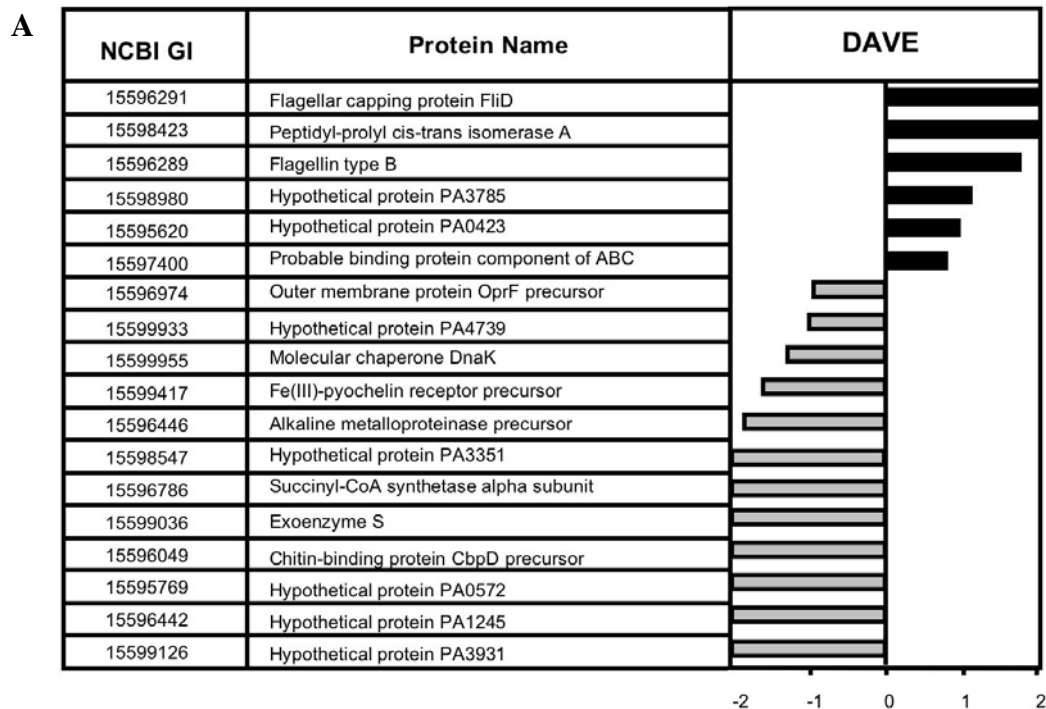 A
NCBI GI Protein Name DAVE
15596291 Flagellar capping protein FliD
15598423 Peptidyl-prolyl cis-trans isomerase A
15596289 Flagellin type B
15598980 Hypothetical protein PA3785
15595620 Hypothetical protein PA0423
15597400 Probable binding protein component of ABC
15596974 Outer membrane protein OprF precursor
15599933 Hypothetical protein PA4739
15599955 Molecular chaperone DnaK
15599417 Fe(III)-pyochelin receptor precursor
15596446 Alkaline metalloproteinase precursor
15598547 Hypothetical protein PA3351
15596786 Succinyl-CoA synthetase alpha subunit
15599036 Exoenzyme S
15596049 Chitin-binding protein CbpD precursor
15595769 Hypothetical protein PA0572
15596442 Hypothetical protein PA1245
15599126 Hypothetical protein PA3931
-2 -1 0 1 2